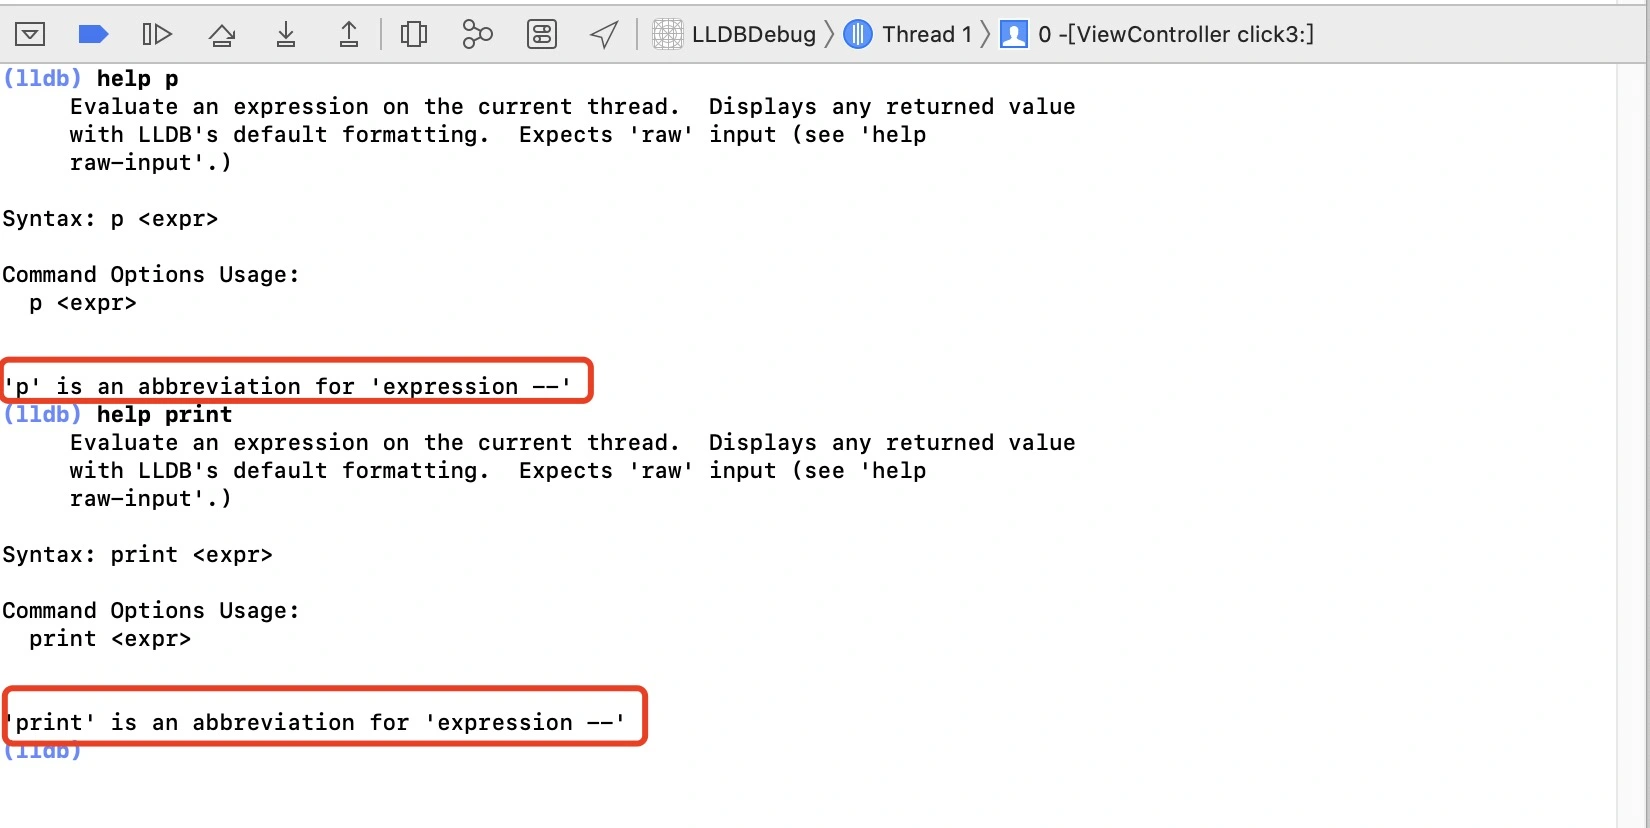 LLDBDebug 〉 Thread 1 〉 0 -[ViewController click3:]
(lldb) help p
     Evaluate an expression on the current thread.  Displays any returned value
     with LLDB's default formatting.  Expects 'raw' input (see 'help
     raw-input'.)
Syntax: p <expr>
Command Options Usage:
  p <expr>
'p' is an abbreviation for 'expression --'
(lldb) help print
     Evaluate an expression on the current thread.  Displays any returned value
     with LLDB's default formatting.  Expects 'raw' input (see 'help
     raw-input'.)
Syntax: print <expr>
Command Options Usage:
  print <expr>
'print' is an abbreviation for 'expression --'
(lldb)